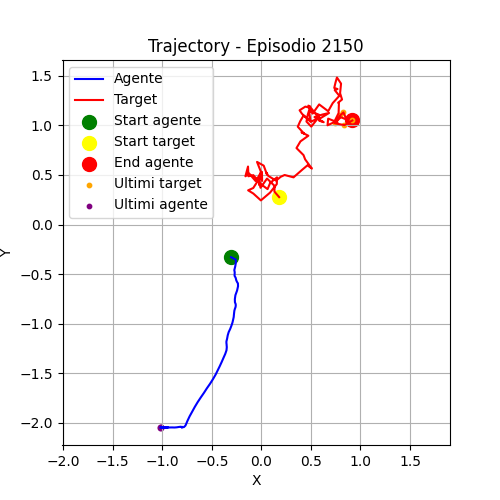 Trajectory - Episodio 2150
Agente
Target
Start agente
Start target
End agente
Ultimi target
Ultimi agente
1.5
1.0
0.5
0.0
−0.5
−1.0
−1.5
−2.0
Y
−2.0 −1.5 −1.0 −0.5 0.0 0.5 1.0 1.5
X